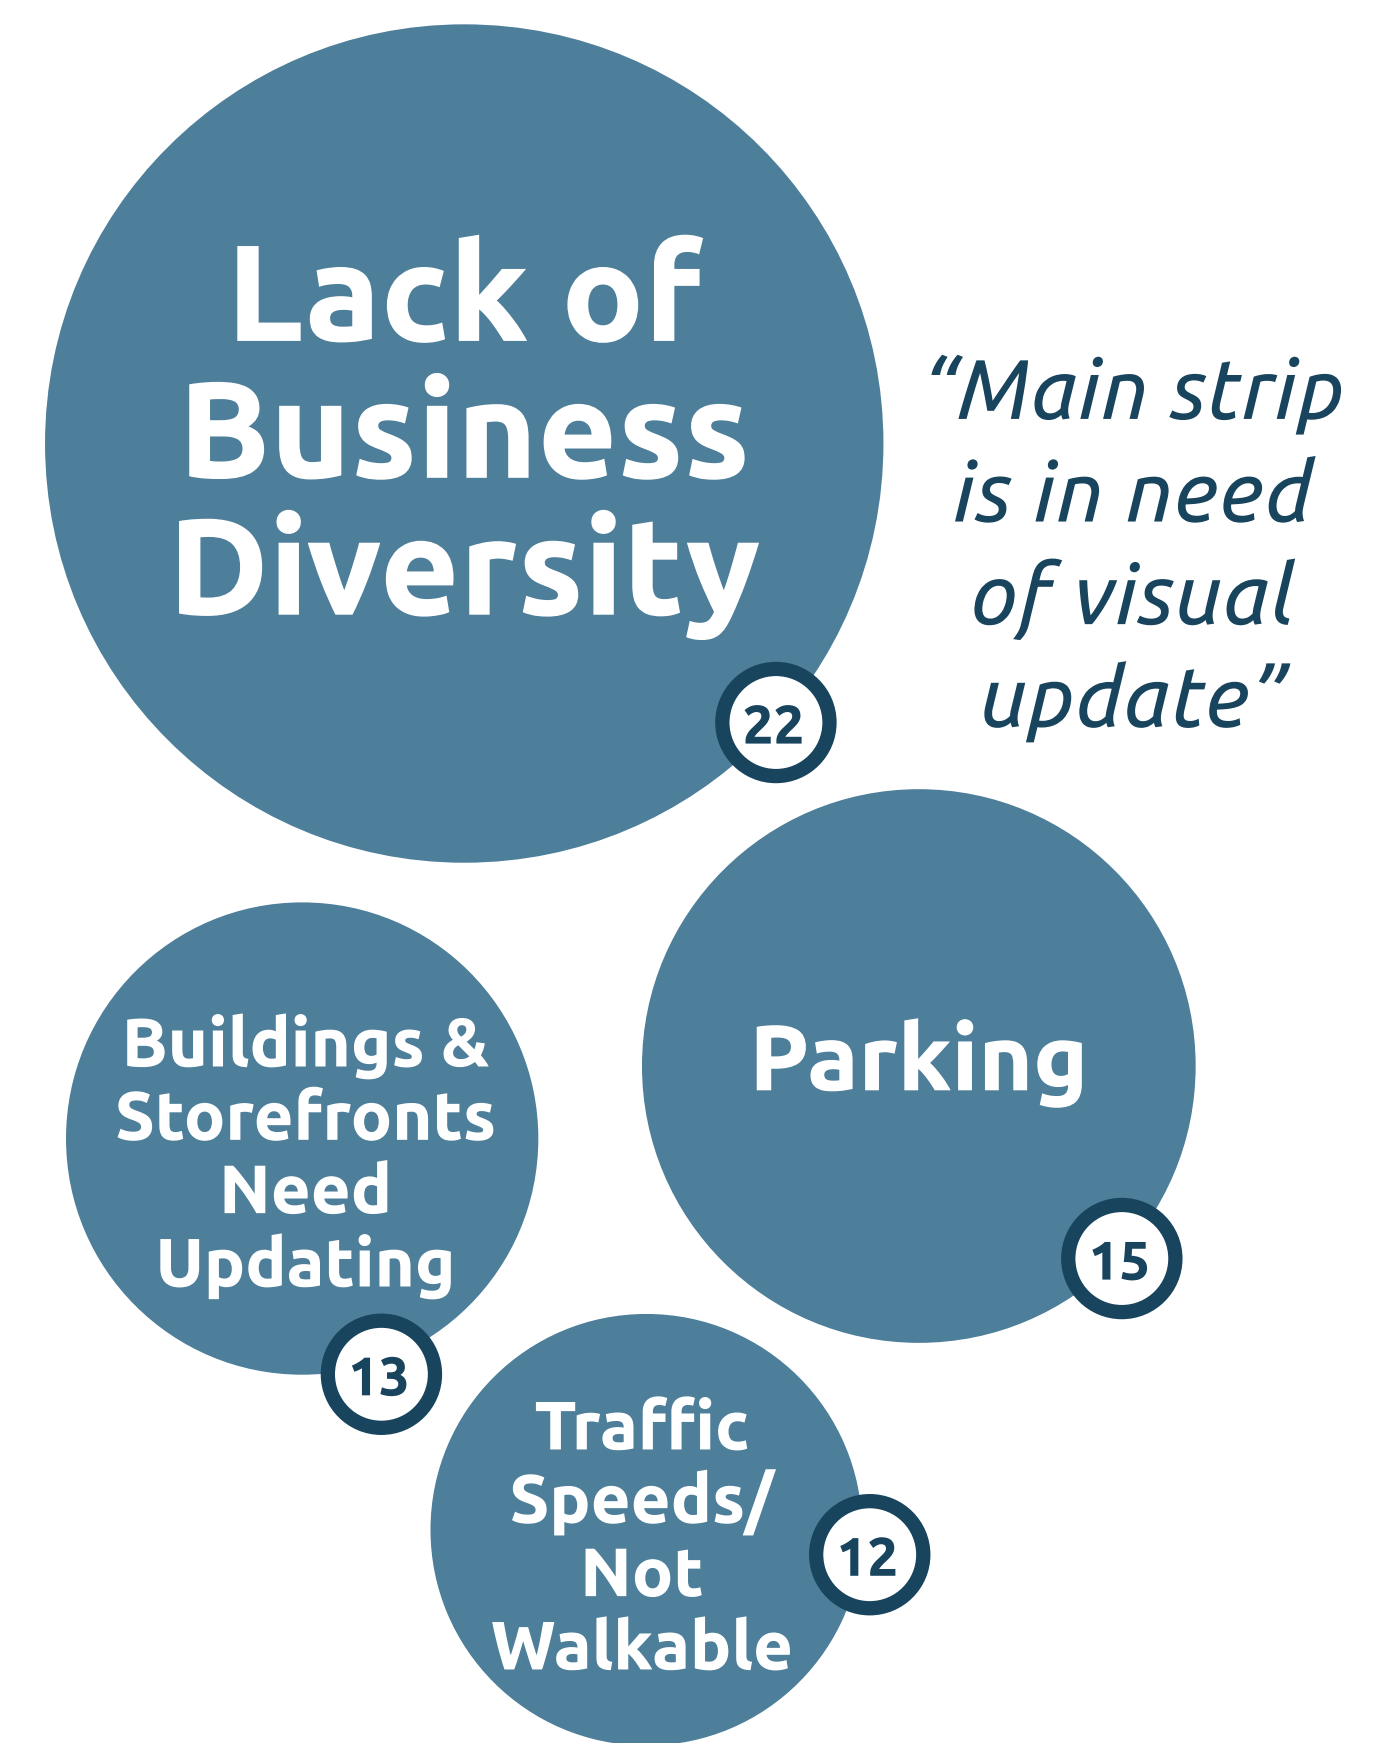 Lack of
Business
Diversity
22
“Main strip
is in need
of visual
update”
Parking
15
Buildings &
Storefronts
Need
Updating
13
Traffic
Speeds/
Not
Walkable
12